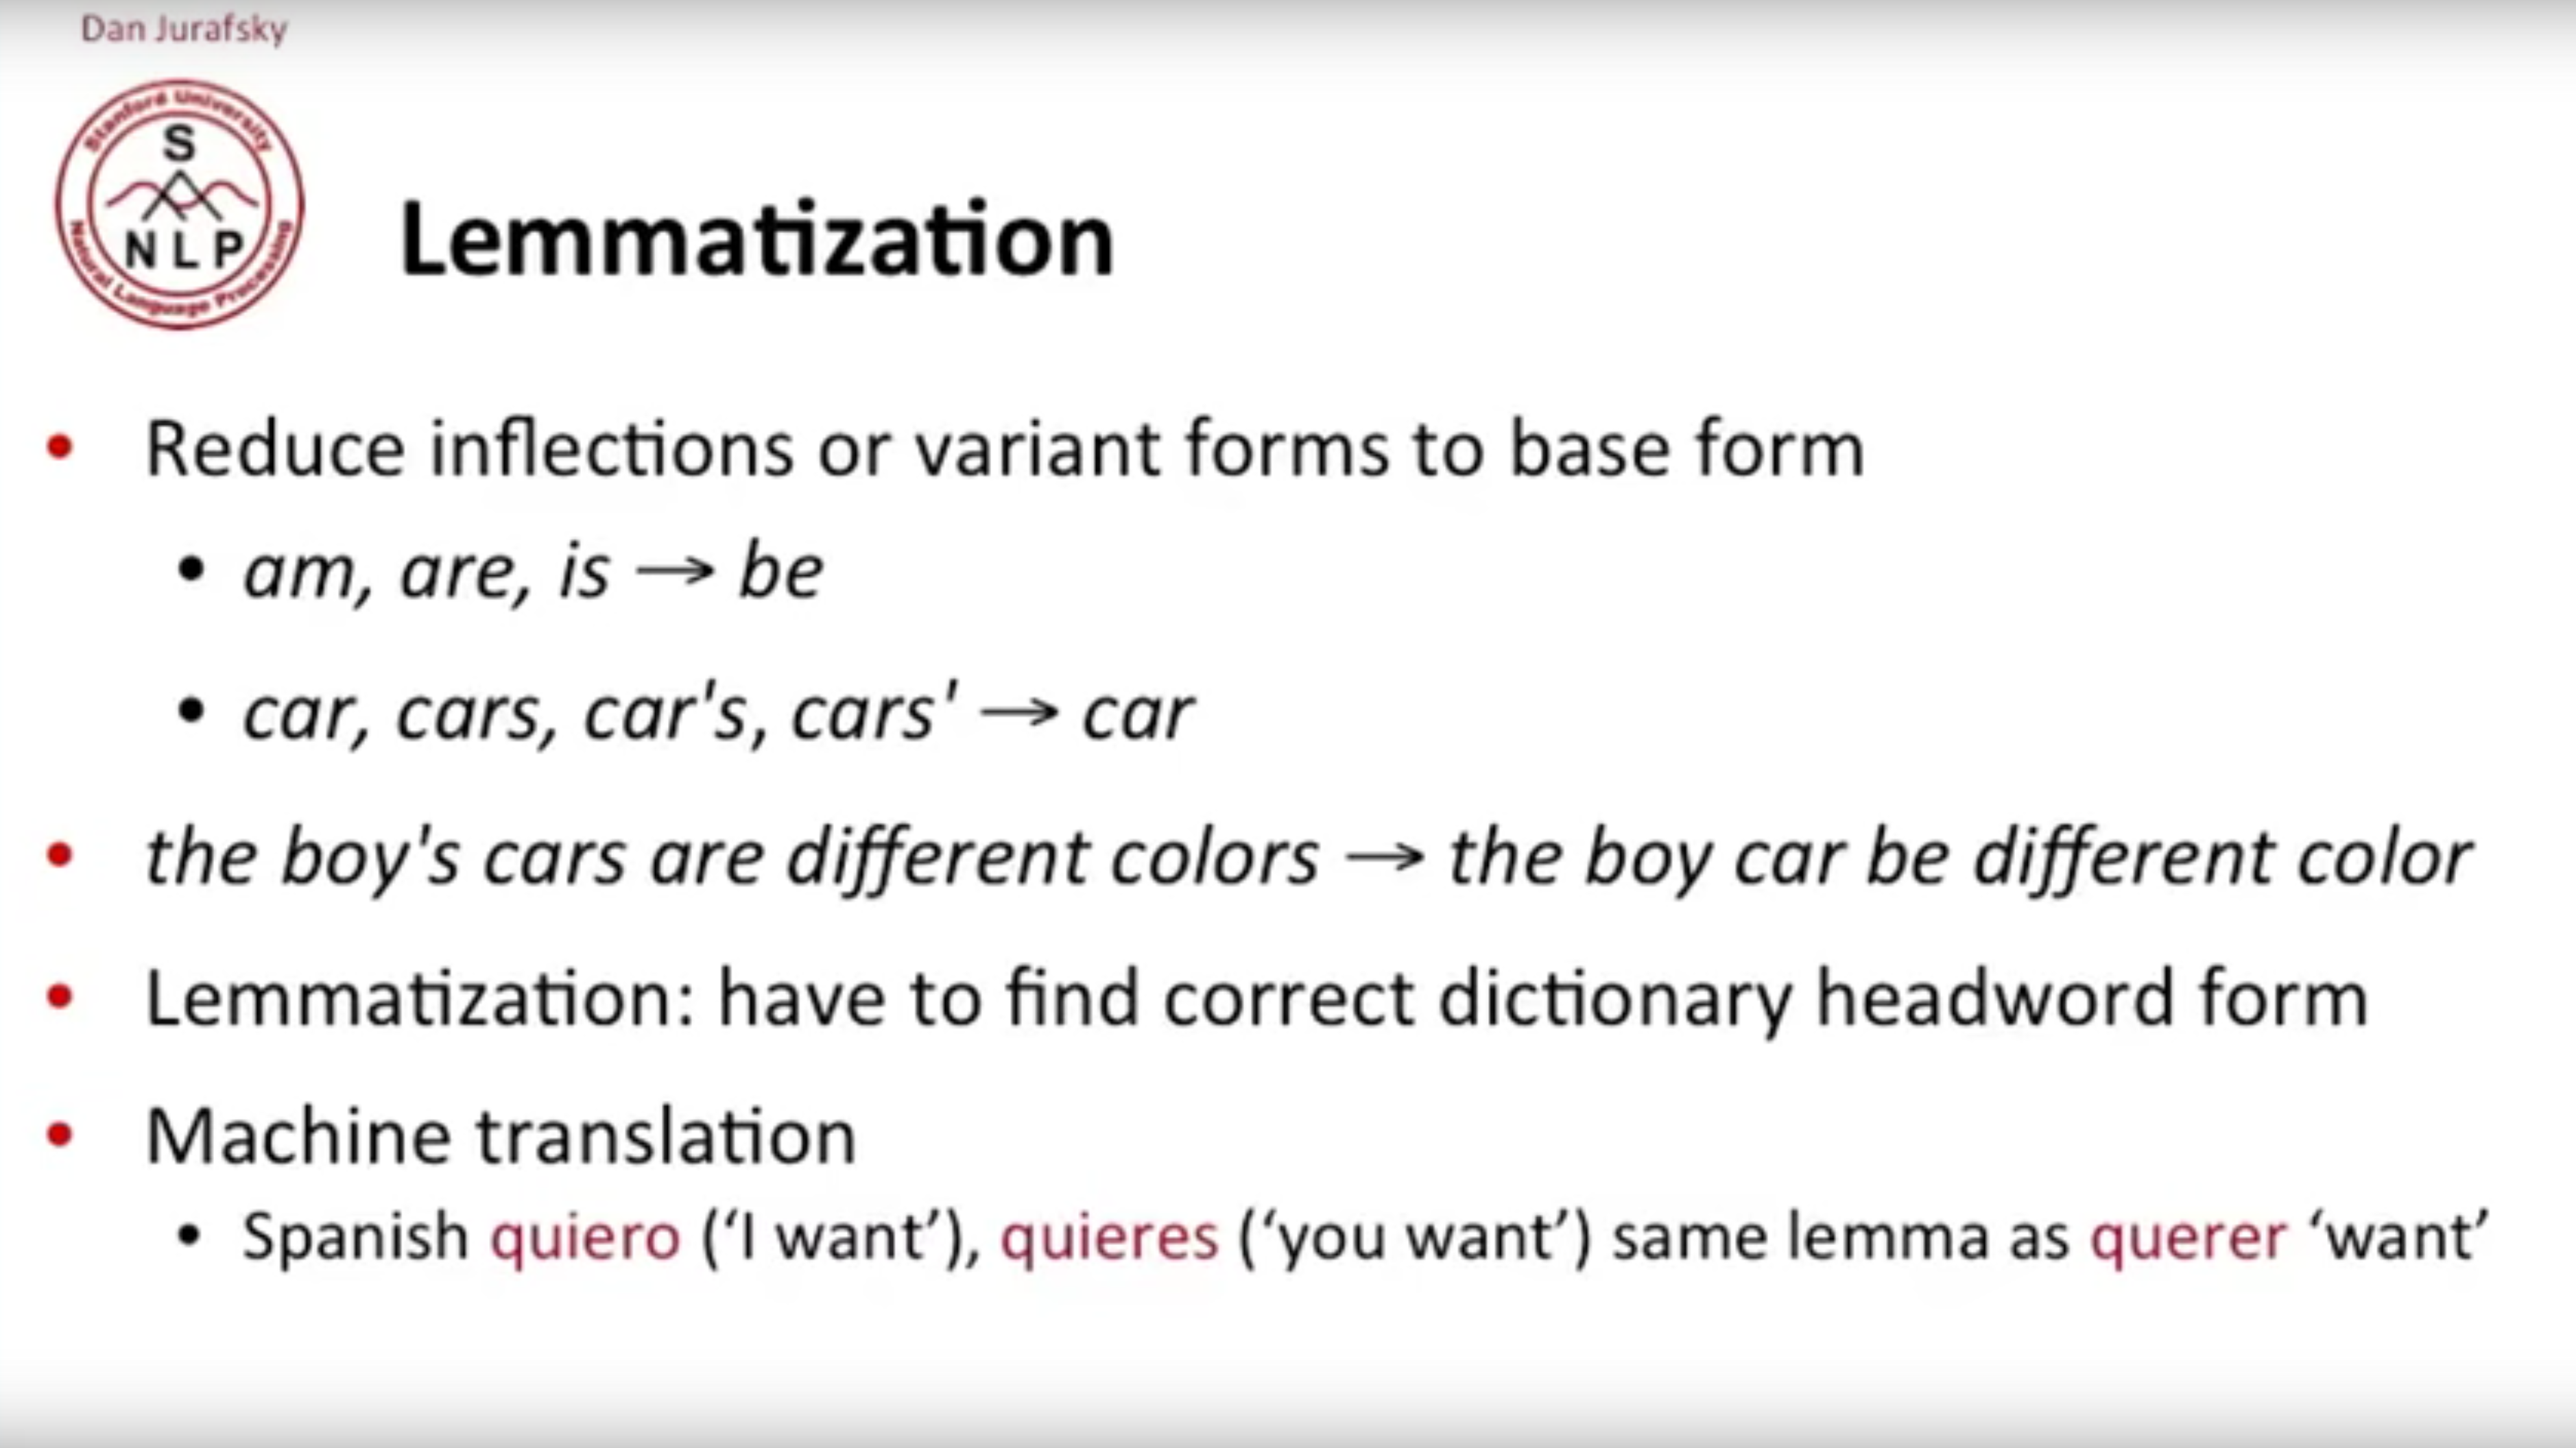 Dan Jurafsky
Stanford University
S
N L P
Natural Language Processing
Lemmatization
• Reduce inflections or variant forms to base form
• am, are, is → be
• car, cars, car's, cars' → car
• the boy's cars are different colors → the boy car be different color
• Lemmatization: have to find correct dictionary headword form
• Machine translation
• Spanish quiero (‘I want’), quieres (‘you want’) same lemma as querer ‘want’